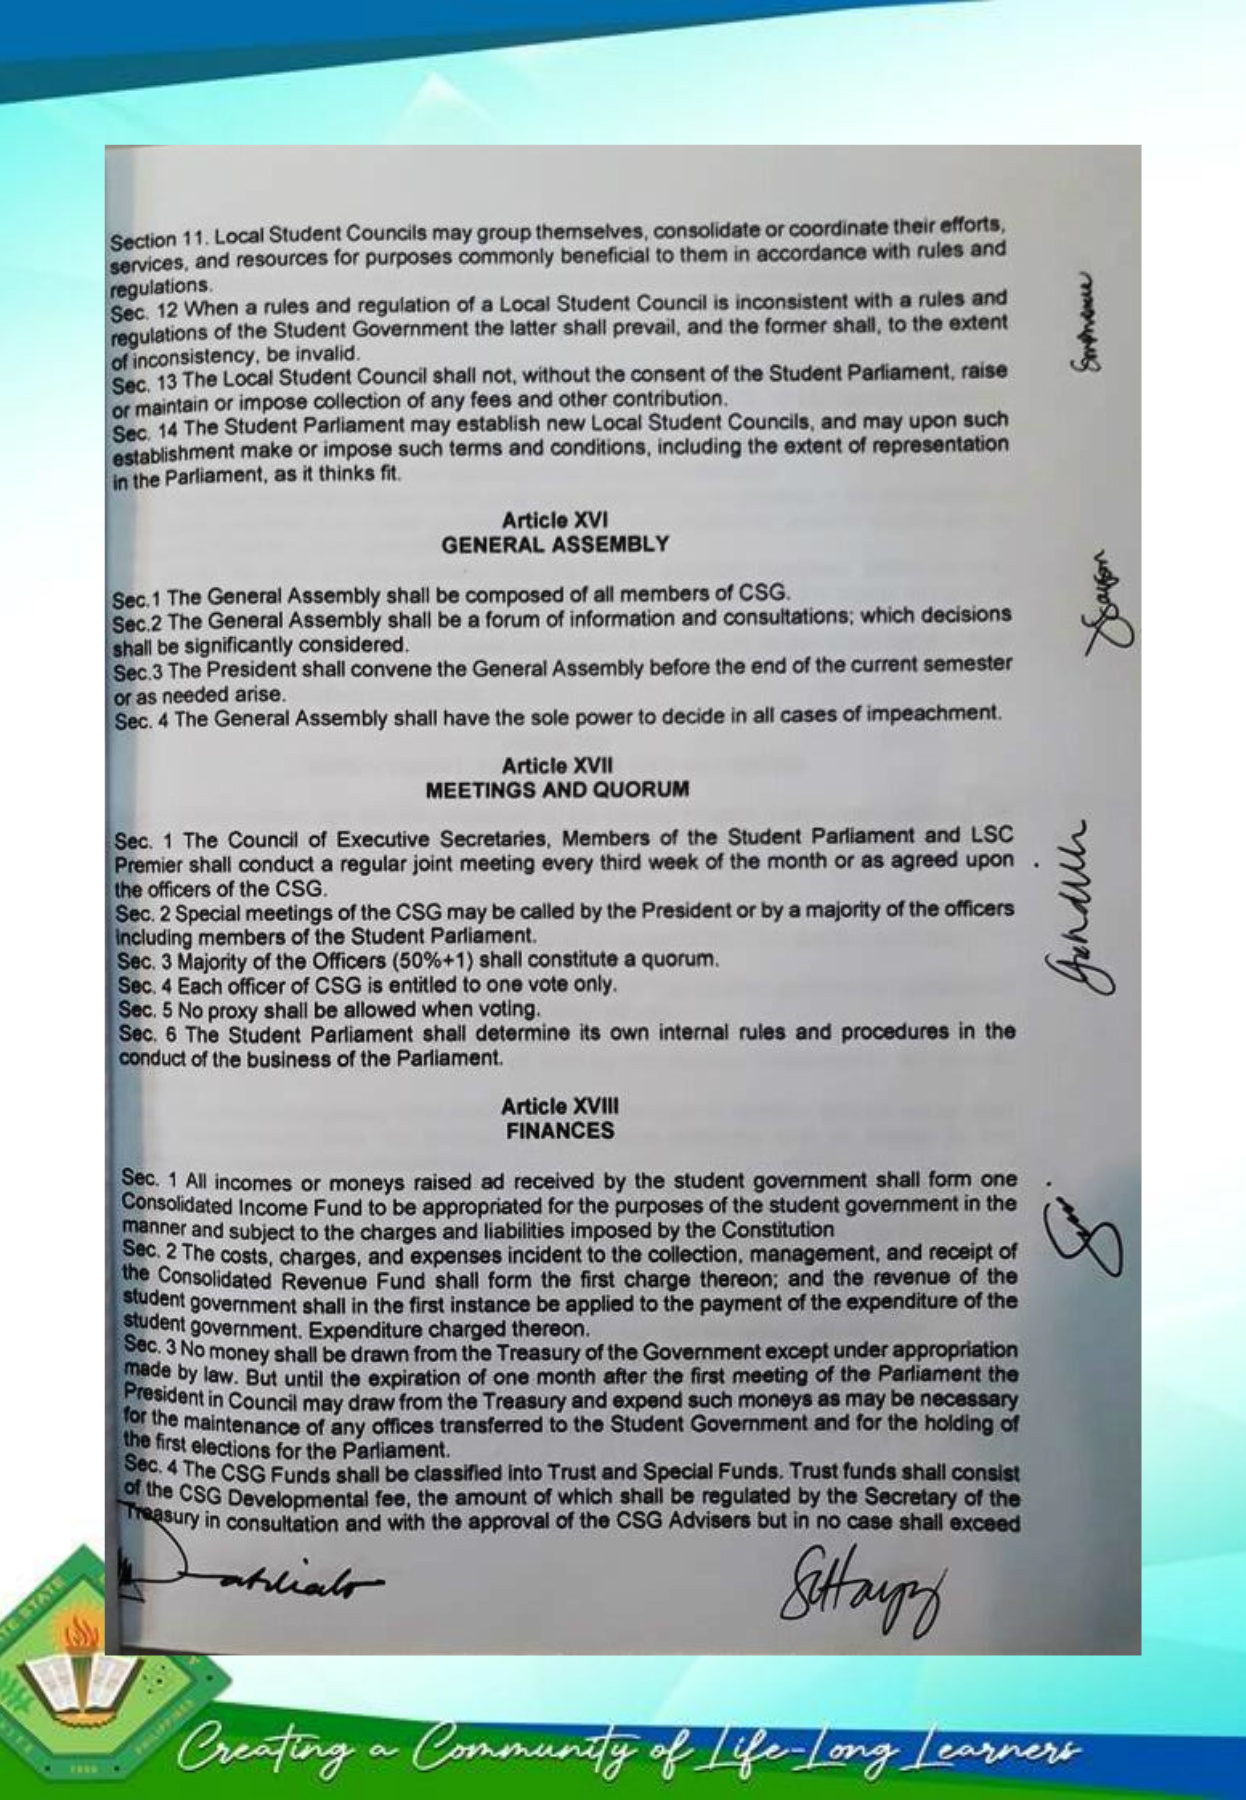 Section 11. Local Student Councils may group themselves, consolidate or coordinate their efforts,
services, and resources for purposes commonly beneficial to them in accordance with rules and
regulations.
Sec. 12 When a rules and regulation of a Local Student Council is inconsistent with a rules and
regulations of the Student Government the latter shall prevail, and the former shall, to the extent
of inconsistency, be invalid.
Sec. 13 The Local Student Council shall not, without the consent of the Student Parliament, raise
or maintain or impose collection of any fees and other contribution.
Sec. 14 The Student Parliament may establish new Local Student Councils, and may upon such
establishment make or impose such terms and conditions, including the extent of representation
in the Parliament, as it thinks fit.
Article XVI
GENERAL ASSEMBLY
Sec.1 The General Assembly shall be composed of all members of CSG.
Sec.2 The General Assembly shall be a forum of information and consultations; which decisions
shall be significantly considered.
Sec.3 The President shall convene the General Assembly before the end of the current semester
or as needed arise.
Sec. 4 The General Assembly shall have the sole power to decide in all cases of impeachment.
Article XVII
MEETINGS AND QUORUM
Sec. 1 The Council of Executive Secretaries, Members of the Student Parliament and LSC
Premier shall conduct a regular joint meeting every third week of the month or as agreed upon
the officers of the CSG.
Sec. 2 Special meetings of the CSG may be called by the President or by a majority of the officers
including members of the Student Parliament.
Sec. 3 Majority of the Officers (50%+1) shall constitute a quorum.
Sec. 4 Each officer of CSG is entitled to one vote only.
Sec. 5 No proxy shall be allowed when voting.
Sec. 6 The Student Parliament shall determine its own internal rules and procedures in the
conduct of the business of the Parliament.
Article XVIII
FINANCES
Sec. 1 All incomes or moneys raised ad received by the student government shall form one
Consolidated Income Fund to be appropriated for the purposes of the student government in the
manner and subject to the charges and liabilities imposed by the Constitution
Sec. 2 The costs, charges, and expenses incident to the collection, management, and receipt of
the Consolidated Revenue Fund shall form the first charge thereon; and the revenue of the
student government shall in the first instance be applied to the payment of the expenditure of the
student government. Expenditure charged thereon.
Sec. 3 No money shall be drawn from the Treasury of the Government except under appropriation
made by law. But until the expiration of one month after the first meeting of the Parliament the
President in Council may draw from the Treasury and expend such moneys as may be necessary
for the maintenance of any offices transferred to the Student Government and for the holding of
the first elections for the Parliament.
Sec. 4 The CSG Funds shall be classified into Trust and Special Funds. Trust funds shall consist
of the CSG Developmental fee, the amount of which shall be regulated by the Secretary of the
Treasury in consultation and with the approval of the CSG Advisers but in no case shall exceed
STATE
PHILIPPINES
Creating a Community of Life-Long Learners